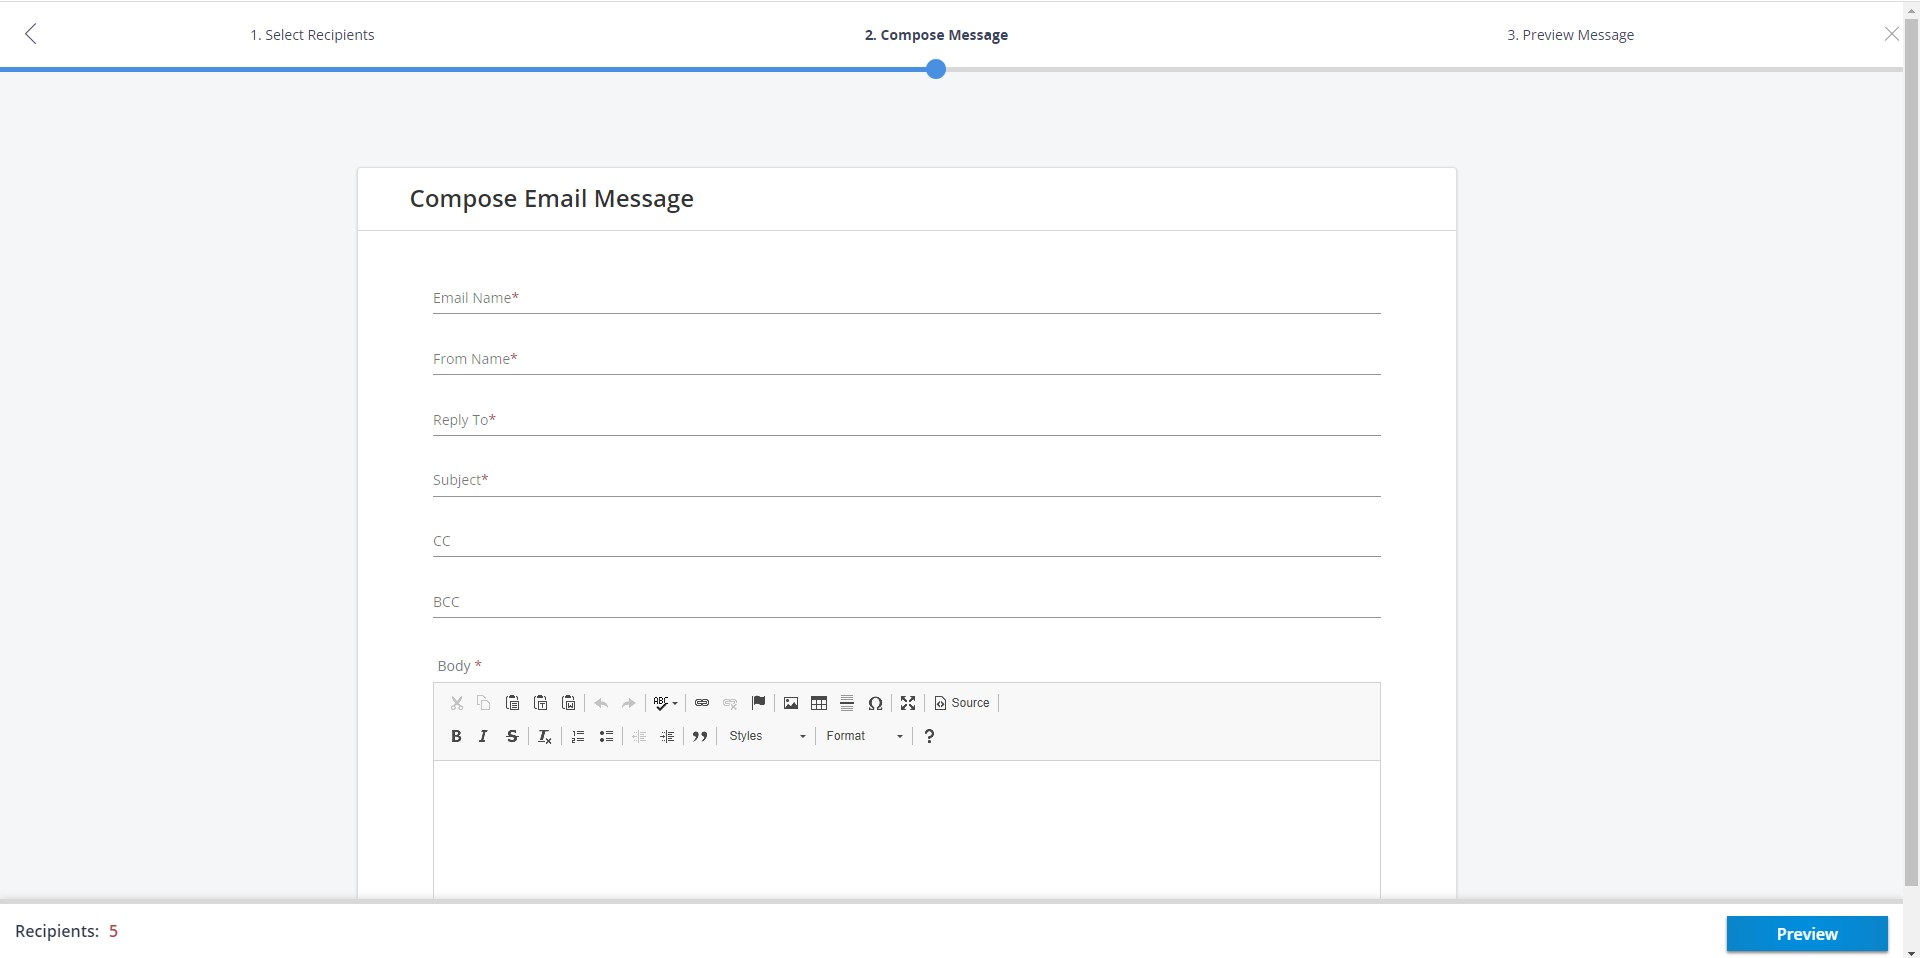 1. Select Recipients
2. Compose Message
3. Preview Message
Compose Email Message
Email Name*
From Name*
Reply To*
Subject*
CC
BCC
Body *
ABC
Source
Styles
Format
Recipients: 5
Preview